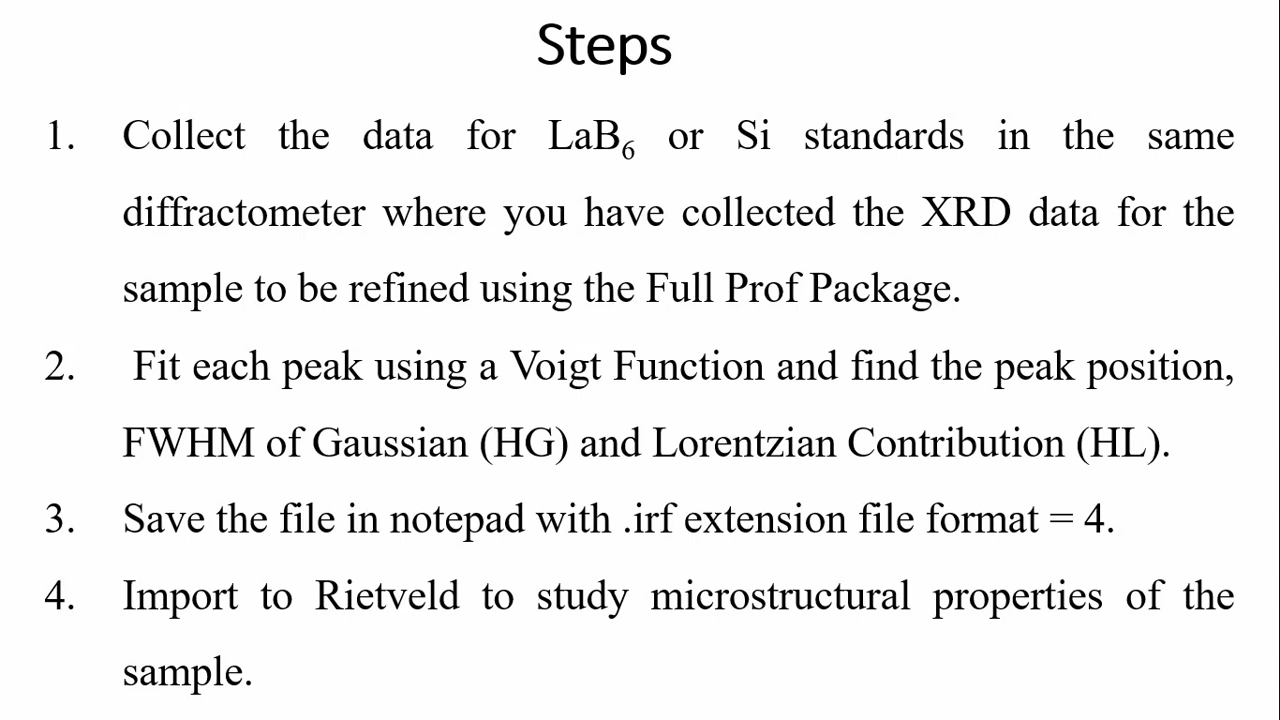 Steps
1. Collect the data for LaB₆ or Si standards in the same
diffractometer where you have collected the XRD data for the
sample to be refined using the Full Prof Package.
2. Fit each peak using a Voigt Function and find the peak position,
FWHM of Gaussian (HG) and Lorentzian Contribution (HL).
3. Save the file in notepad with .irf extension file format = 4.
4. Import to Rietveld to study microstructural properties of the
sample.